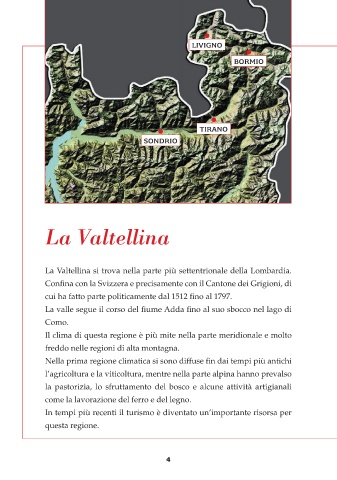 LIVIGNO
BORMIO
TIRANO
SONDRIO
La Valtellina
La Valtellina si trova nella parte più settentrionale della Lombardia.
Confina con la Svizzera e precisamente con il Cantone dei Grigioni, di
cui ha fatto parte politicamente dal 1512 fino al 1797.
La valle segue il corso del fiume Adda fino al suo sbocco nel lago di
Como.
Il clima di questa regione è più mite nella parte meridionale e molto
freddo nelle regioni di alta montagna.
Nella prima regione climatica si sono diffuse fin dai tempi più antichi
l'agricoltura e la viticoltura, mentre nella parte alpina hanno prevalso
la pastorizia, lo sfruttamento del bosco e alcune attività artigianali
come la lavorazione del ferro e del legno.
In tempi più recenti il turismo è diventato un'importante risorsa per
questa regione.
4